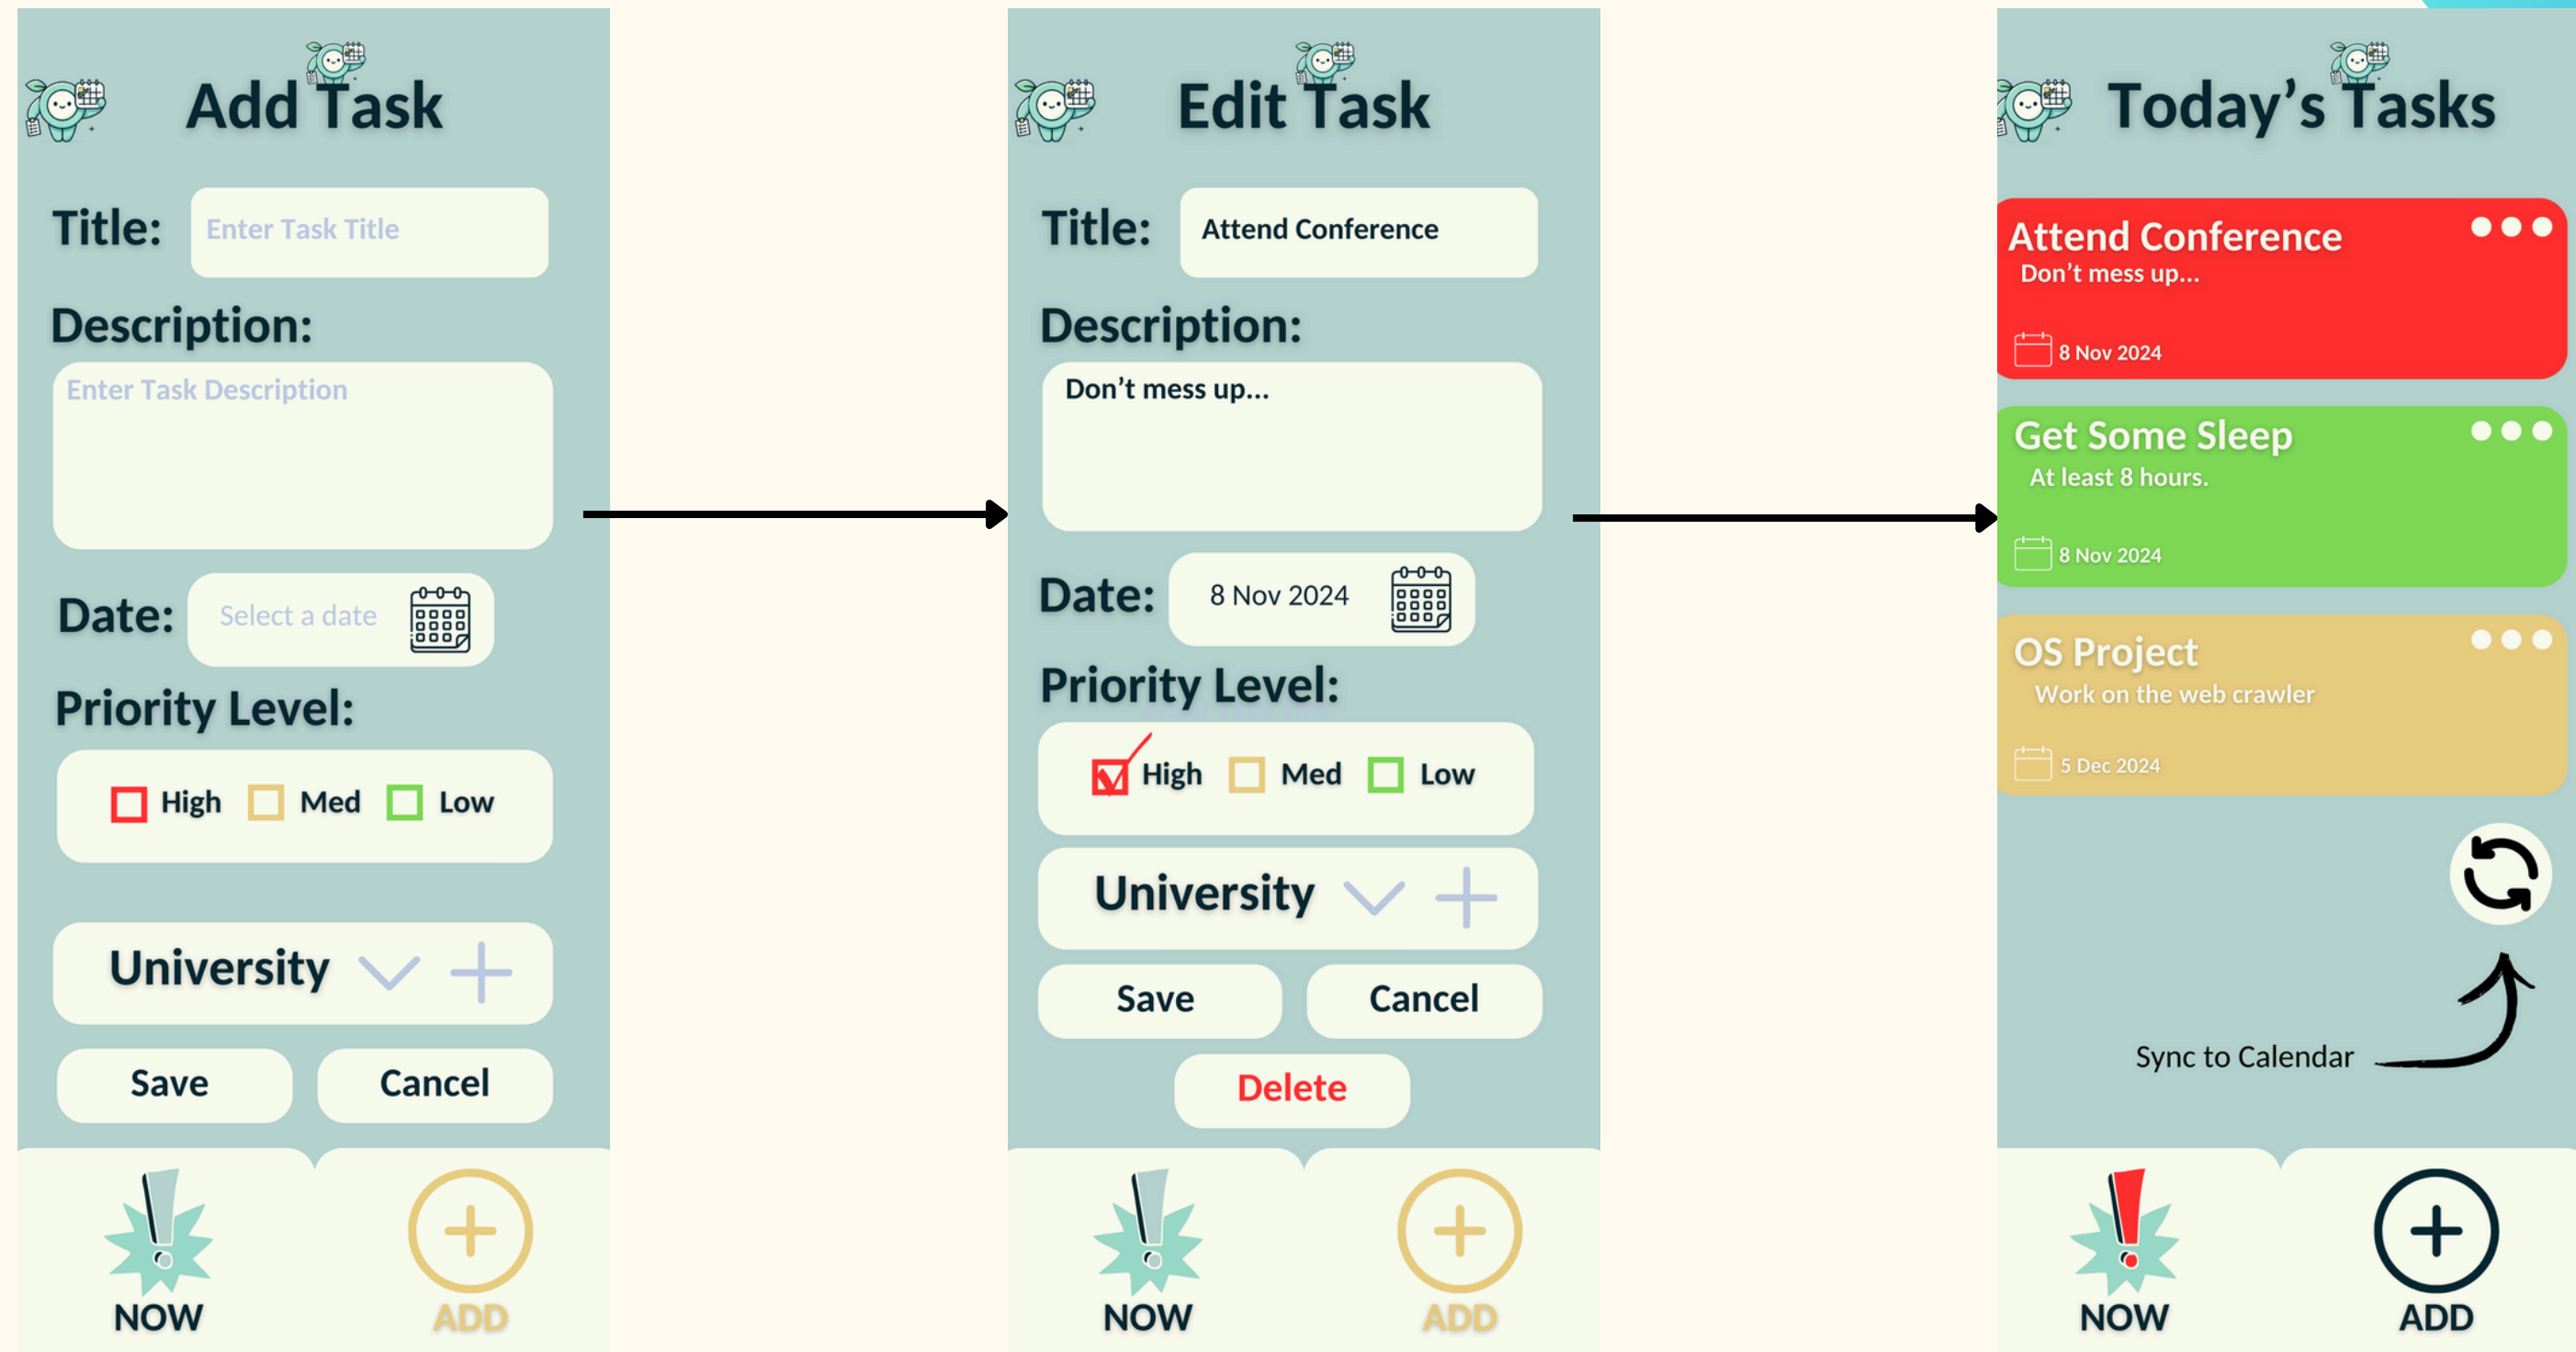 Add Task
Title:
Enter Task Title
Description:
Enter Task Description
Date:
Select a date
Priority Level:
High Med Low
University
Save Cancel
NOW ADD
Edit Task
Title:
Attend Conference
Description:
Don’t mess up...
Date:
8 Nov 2024
Priority Level:
High Med Low
University
Save Cancel
Delete
NOW ADD
Today’s Tasks
Attend Conference
Don’t mess up...
8 Nov 2024
Get Some Sleep
At least 8 hours.
8 Nov 2024
OS Project
Work on the web crawler
5 Dec 2024
Sync to Calendar
NOW ADD